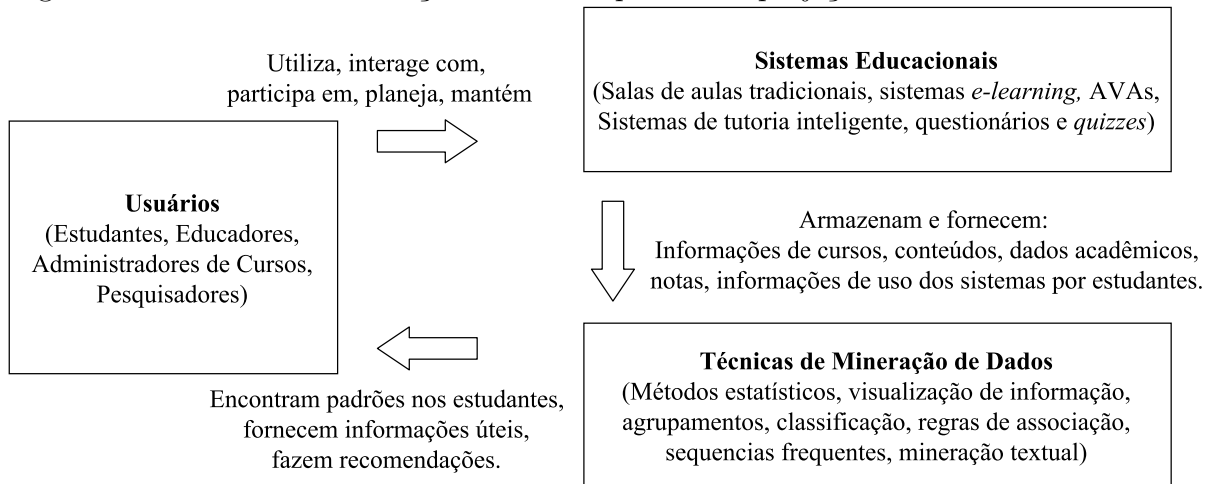 Utiliza, interage com,
participa em, planeja, mantém
Sistemas Educacionais
(Salas de aulas tradicionais, sistemas e-learning, AVAs,
Sistemas de tutoria inteligente, questionários e quizzes)
Usuários
(Estudantes, Educadores,
Administradores de Cursos,
Pesquisadores)
Armazenam e fornecem:
Informações de cursos, conteúdos, dados acadêmicos,
notas, informações de uso dos sistemas por estudantes.
Encontram padrões nos estudantes,
fornecem informações úteis,
fazem recomendações.
Técnicas de Mineração de Dados
(Métodos estatísticos, visualização de informação,
agrupamentos, classificação, regras de associação,
sequencias frequentes, mineração textual)